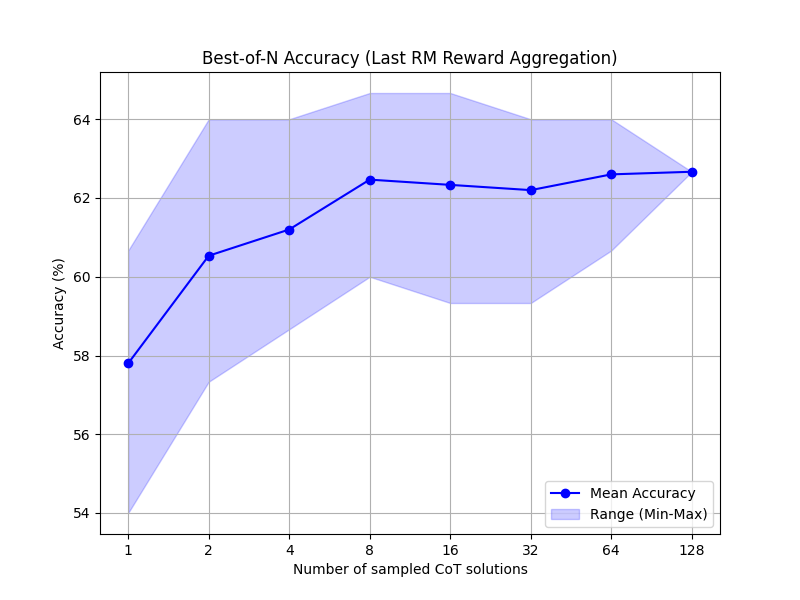 Best-of-N Accuracy (Last RM Reward Aggregation)
Accuracy (%)
64
62
60
58
56
54
Mean Accuracy
Range (Min-Max)
1 2 4 8 16 32 64 128
Number of sampled CoT solutions